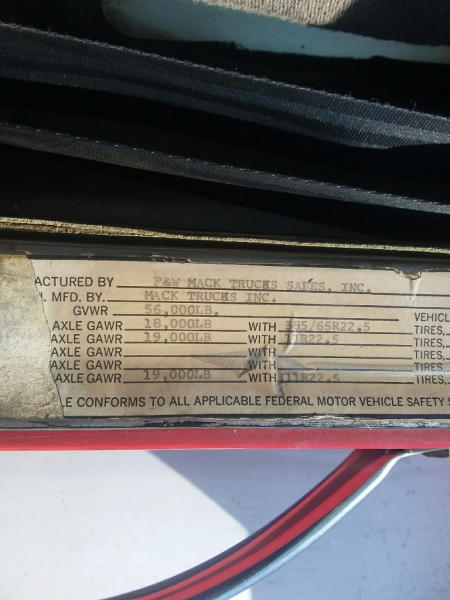 ACTURED BY F&W MACK TRUCKS SALES, INC.
. MFD. BY. MACK TRUCKS INC.
GVWR 56,000LB. VEHICL
AXLE GAWR 18,000LB WITH 385/65R22.5 TIRES,
AXLE GAWR 19,000LB WITH 11R22.5 TIRES,
AXLE GAWR WITH TIRES,
AXLE GAWR WITH TIRES,
AXLE GAWR 19,000LB WITH 11R22.5 TIRES,
E CONFORMS TO ALL APPLICABLE FEDERAL MOTOR VEHICLE SAFETY S